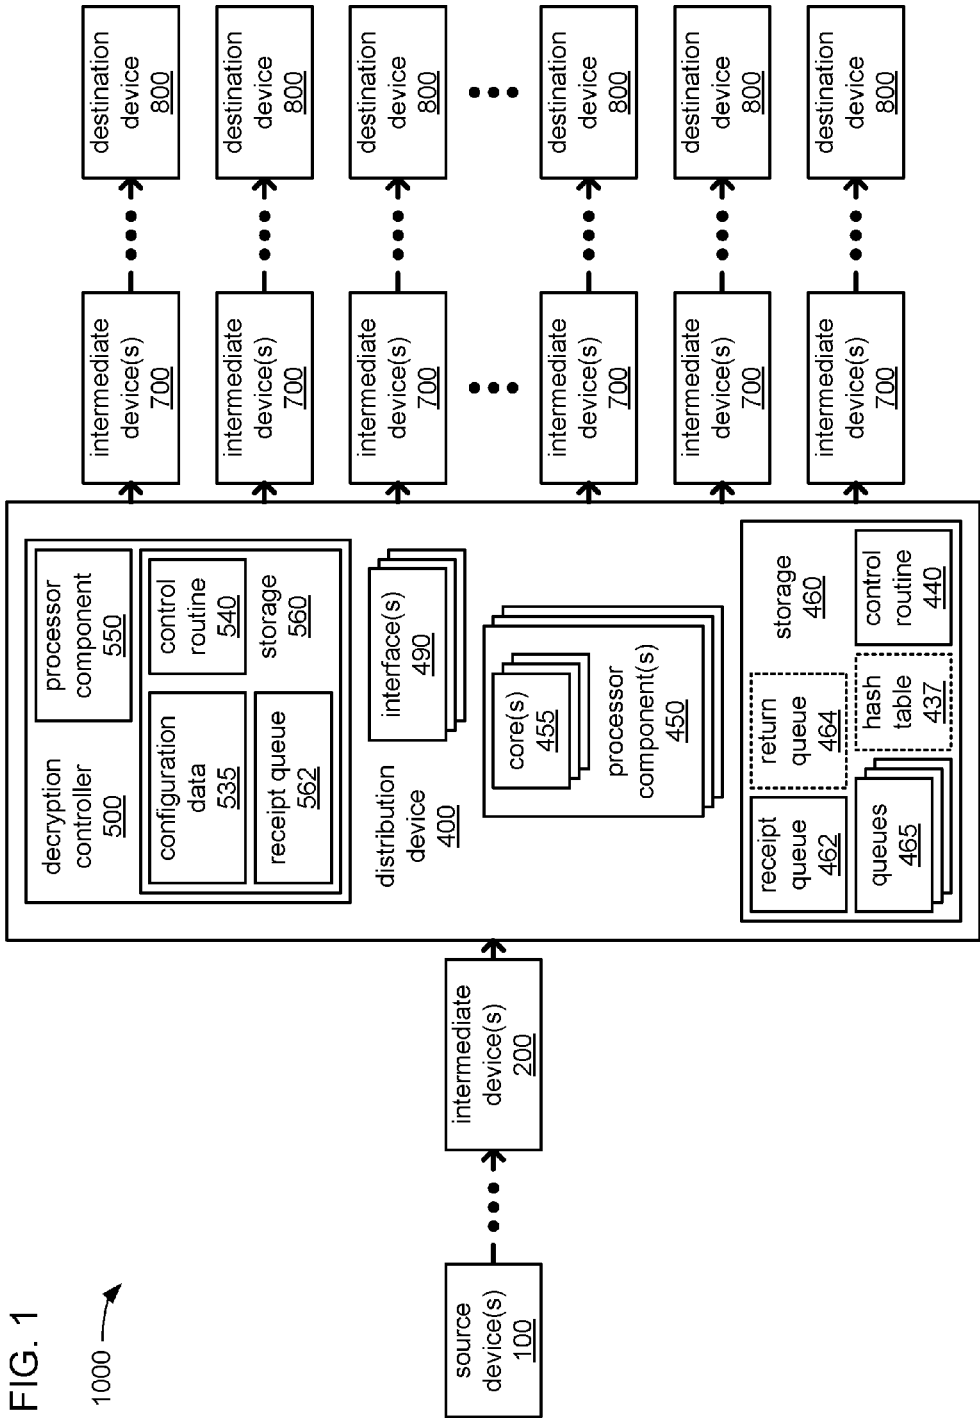 FIG. 1
1000
source
device(s)
100
intermediate
device(s)
200
decryption
controller
500
processor
component
550
configuration
data
535
control
routine
540
receipt queue
562
storage
560
distribution
device
400
interface(s)
490
core(s)
455
processor
component(s)
450
receipt
queue
462
return
queue
464
storage
460
queues
465
hash
table
437
control
routine
440
intermediate
device(s)
700
destination
device
800
intermediate
device(s)
700
destination
device
800
intermediate
device(s)
700
destination
device
800
intermediate
device(s)
700
destination
device
800
intermediate
device(s)
700
destination
device
800
intermediate
device(s)
700
destination
device
800